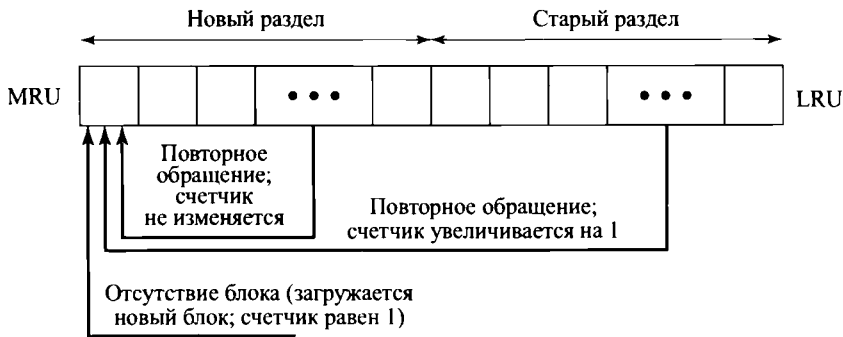 Новый раздел
Старый раздел
MRU
• • •
• • •
LRU
Повторное
обращение;
счетчик
не изменяется
Повторное обращение;
счетчик увеличивается на 1
Отсутствие блока (загружается
новый блок; счетчик равен 1)